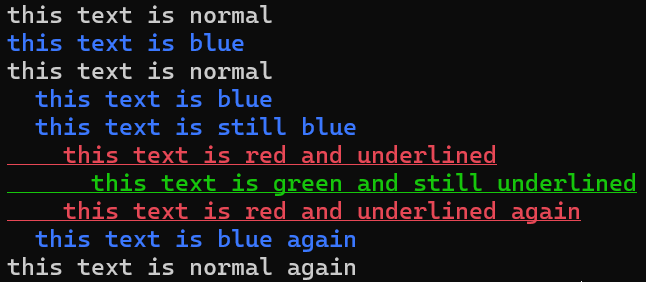 this text is normal
this text is blue
this text is normal
  this text is blue
  this text is still blue
    this text is red and underlined
      this text is green and still underlined
    this text is red and underlined again
  this text is blue again
this text is normal again